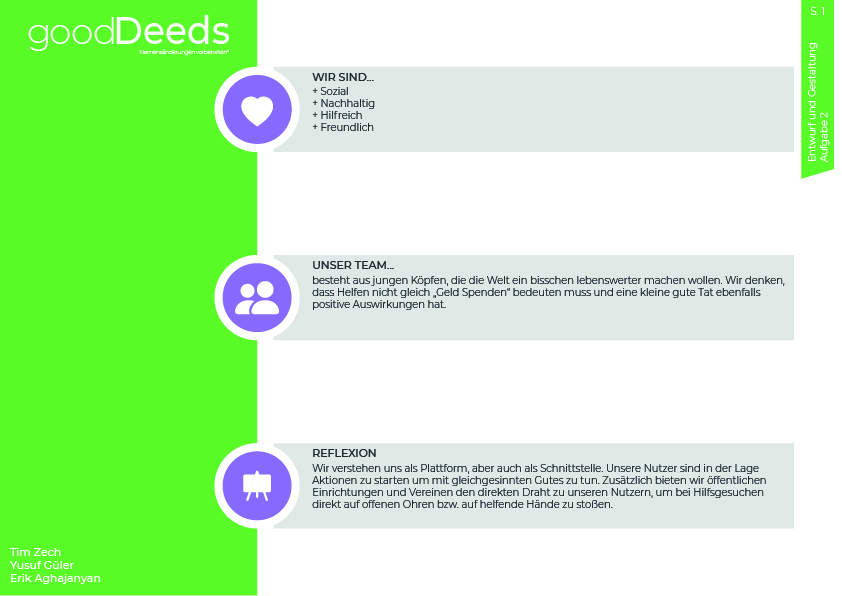 goodDeeds
*Namensänderungen vorbehalten*
S. 1
Entwurf und Gestaltung
Aufgabe 2
WIR SIND...
+ Sozial
+ Nachhaltig
+ Hilfreich
+ Freundlich
UNSER TEAM...
besteht aus jungen Köpfen, die die Welt ein bisschen lebenswerter machen wollen. Wir denken,
dass Helfen nicht gleich „Geld Spenden“ bedeuten muss und eine kleine gute Tat ebenfalls
positive Auswirkungen hat.
REFLEXION
Wir verstehen uns als Plattform, aber auch als Schnittstelle. Unsere Nutzer sind in der Lage
Aktionen zu starten um mit gleichgesinnten Gutes zu tun. Zusätzlich bieten wir öffentlichen
Einrichtungen und Vereinen den direkten Draht zu unseren Nutzern, um bei Hilfsgesuchen
direkt auf offenen Ohren bzw. auf helfende Hände zu stoßen.
Tim Zech
Yusuf Güler
Erik Aghajanyan